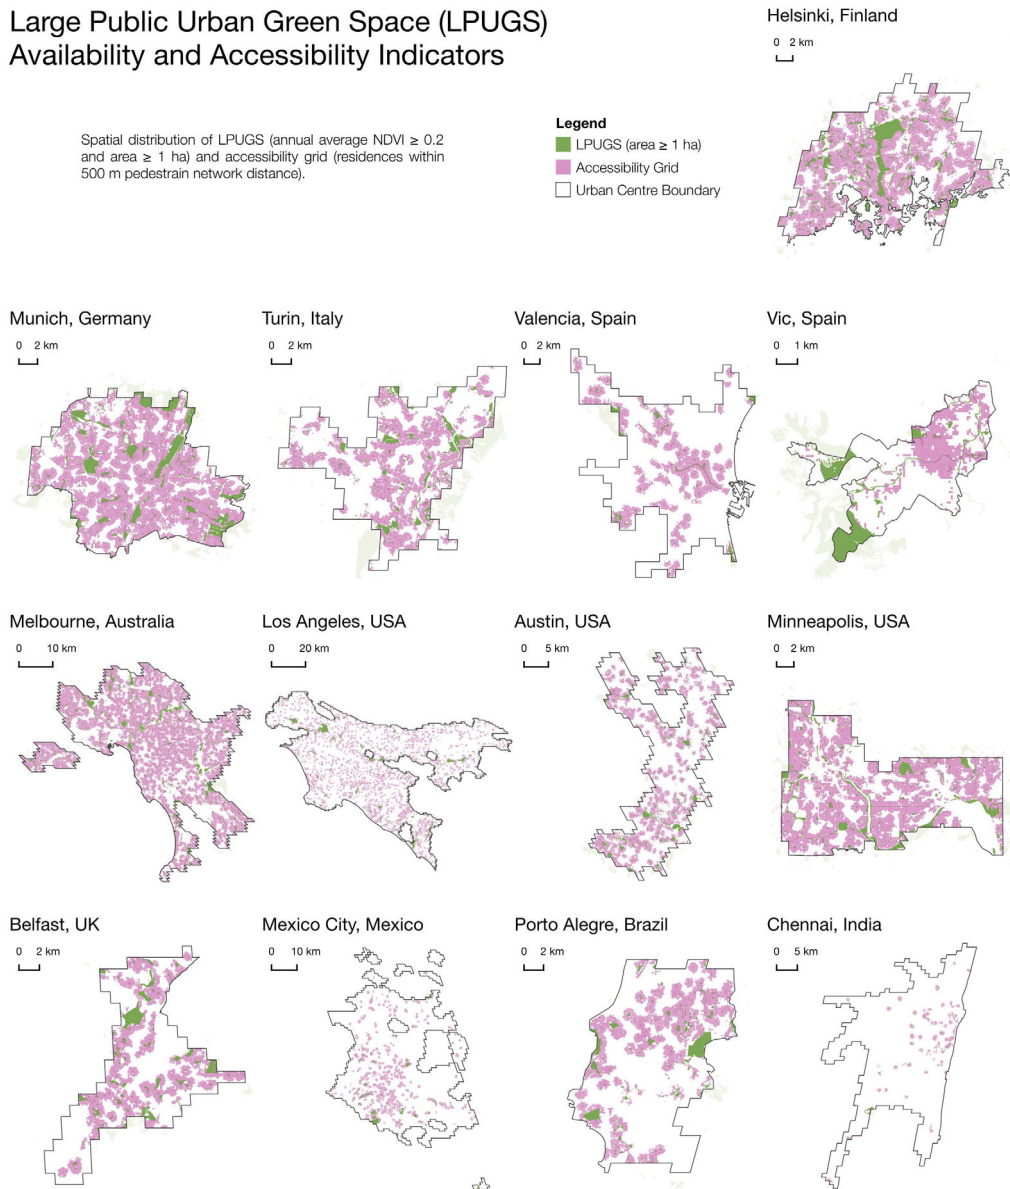 Large Public Urban Green Space (LPUGS)
Availability and Accessibility Indicators
Spatial distribution of LPUGS (annual average NDVI ≥ 0.2
and area ≥ 1 ha) and accessibility grid (residences within
500 m pedestrain network distance).
Legend
LPUGS (area ≥ 1 ha)
Accessibility Grid
Urban Centre Boundary
Helsinki, Finland
0 2 km
Munich, Germany
0 2 km
Turin, Italy
0 2 km
Valencia, Spain
0 2 km
Vic, Spain
0 1 km
Melbourne, Australia
0 10 km
Los Angeles, USA
0 20 km
Austin, USA
0 5 km
Minneapolis, USA
0 2 km
Belfast, UK
0 2 km
Mexico City, Mexico
0 10 km
Porto Alegre, Brazil
0 2 km
Chennai, India
0 5 km